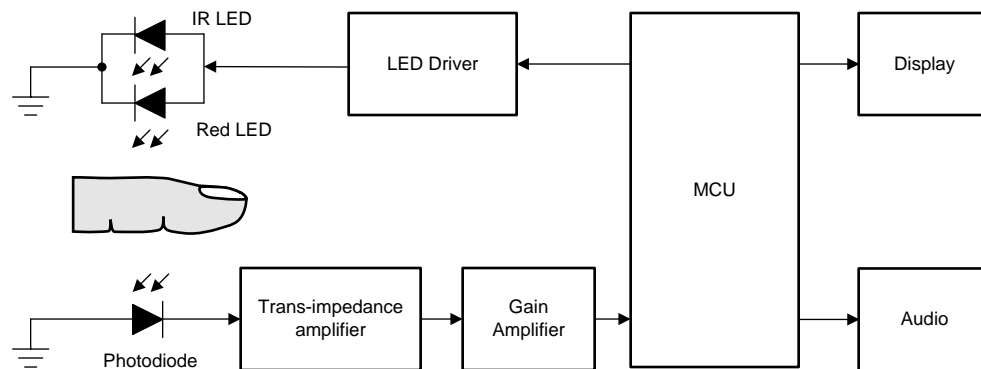 IR LED
LED Driver
Display
Red LED
MCU
Trans-impedance
amplifier
Gain
Amplifier
Audio
Photodiode